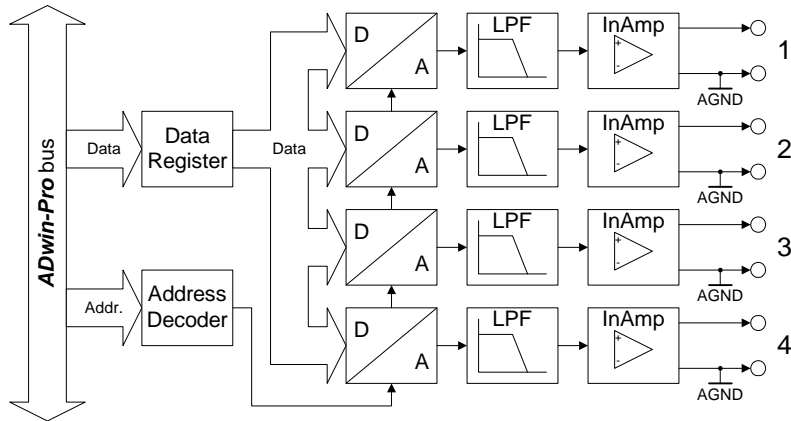 ADwin-Pro bus
Data
Data
Register
Data
Addr.
Address
Decoder
D
A
LPF
InAmp
+
-
AGND
1
D
A
LPF
InAmp
+
-
AGND
2
D
A
LPF
InAmp
+
-
AGND
3
D
A
LPF
InAmp
+
-
AGND
4